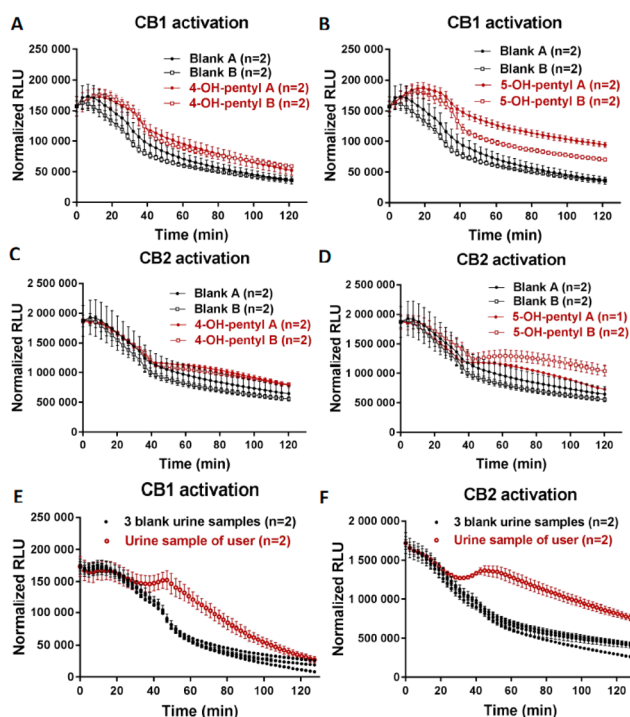 A
CB1 activation
Normalized RLU
250 000
200 000
150 000
100 000
50 000
0
Blank A (n=2)
Blank B (n=2)
4-OH-pentyl A (n=2)
4-OH-pentyl B (n=2)
0 20 40 60 80 100 120
Time (min)
B
CB1 activation
Normalized RLU
250 000
200 000
150 000
100 000
50 000
0
Blank A (n=2)
Blank B (n=2)
5-OH-pentyl A (n=2)
5-OH-pentyl B (n=2)
0 20 40 60 80 100 120
Time (min)
C
CB2 activation
Normalized RLU
2 500 000
2 000 000
1 500 000
1 000 000
500 000
0
Blank A (n=2)
Blank B (n=2)
4-OH-pentyl A (n=2)
4-OH-pentyl B (n=2)
0 20 40 60 80 100 120
Time (min)
D
CB2 activation
Normalized RLU
2 500 000
2 000 000
1 500 000
1 000 000
500 000
0
Blank A (n=2)
Blank B (n=2)
5-OH-pentyl A (n=1)
5-OH-pentyl B (n=2)
0 20 40 60 80 100 120
Time (min)
E
CB1 activation
Normalized RLU
250 000
200 000
150 000
100 000
50 000
0
3 blank urine samples (n=2)
Urine sample of user (n=2)
0 20 40 60 80 100 120
Time (min)
F
CB2 activation
Normalized RLU
2 000 000
1 500 000
1 000 000
500 000
0
3 blank urine samples (n=2)
Urine sample of user (n=2)
0 20 40 60 80 100 120
Time (min)